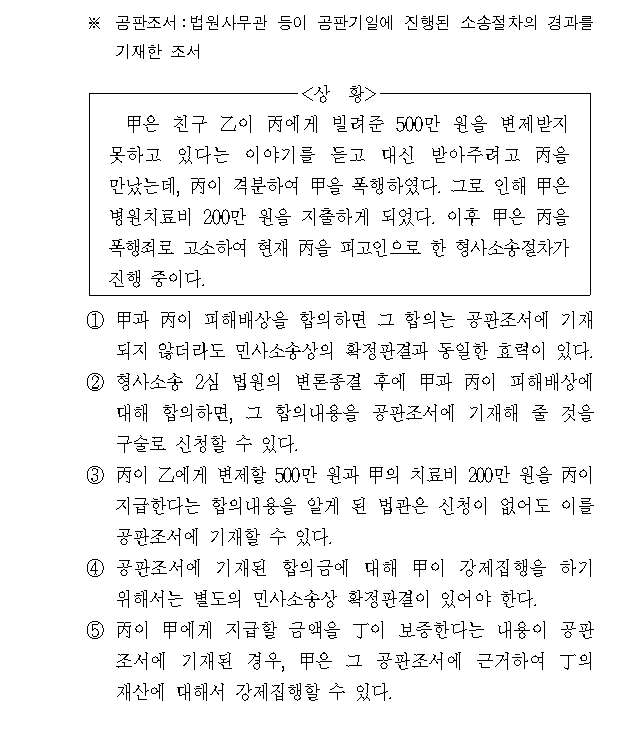 ※ 공판조서:법원사무관 등이 공판기일에 진행된 소송절차의 경과를
기재한 조서
<상 황>
甲은 친구 乙이 丙에게 빌려준 500만 원을 변제받지
못하고 있다는 이야기를 듣고 대신 받아주려고 丙을
만났는데, 丙이 격분하여 甲을 폭행하였다. 그로 인해 甲은
병원치료비 200만 원을 지출하게 되었다. 이후 甲은 丙을
폭행죄로 고소하여 현재 丙을 피고인으로 한 형사소송절차가
진행 중이다.
① 甲과 丙이 피해배상을 합의하면 그 합의는 공판조서에 기재
되지 않더라도 민사소송상의 확정판결과 동일한 효력이 있다.
② 형사소송 2심 법원의 변론종결 후에 甲과 丙이 피해배상에
대해 합의하면, 그 합의내용을 공판조서에 기재해 줄 것을
구술로 신청할 수 있다.
③ 丙이 乙에게 변제할 500만 원과 甲의 치료비 200만 원을 丙이
지급한다는 합의내용을 알게 된 법관은 신청이 없어도 이를
공판조서에 기재할 수 있다.
④ 공판조서에 기재된 합의금에 대해 甲이 강제집행을 하기
위해서는 별도의 민사소송상 확정판결이 있어야 한다.
⑤ 丙이 甲에게 지급할 금액을 丁이 보증한다는 내용이 공판
조서에 기재된 경우, 甲은 그 공판조서에 근거하여 丁의
재산에 대해서 강제집행할 수 있다.